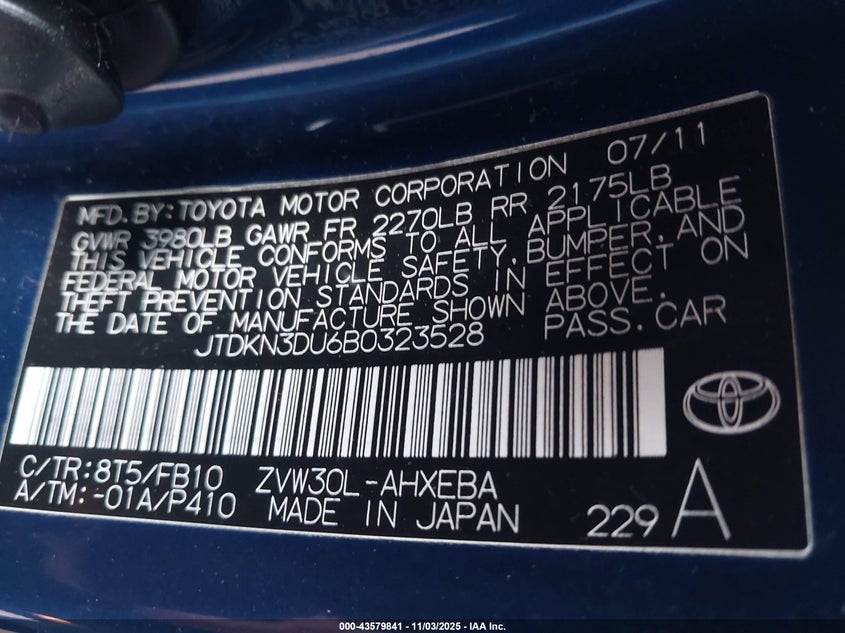 MFD. BY: TOYOTA MOTOR CORPORATION 07/11
GVWR 3980LB GAWR FR 2270LB RR 2175LB
THIS VEHICLE CONFORMS TO ALL APPLICABLE
FEDERAL MOTOR VEHICLE SAFETY, BUMPER, AND
THEFT PREVENTION STANDARDS IN EFFECT ON
THE DATE OF MANUFACTURE SHOWN ABOVE.
JTDKN3DU6B0323528 PASS. CAR
C/TR: 8T5/FB10 ZVW30L-AHXEBA
A/TM: -01A/P410 MADE IN JAPAN 229 A
000-43579841 - 11/03/2025 - IAA Inc.